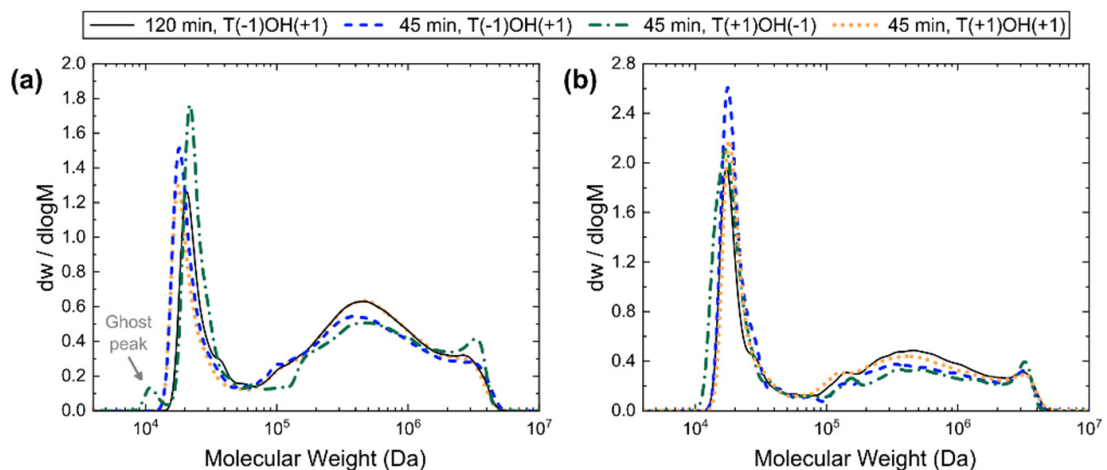 120 min, T(-1)OH(+1) 45 min, T(-1)OH(+1) 45 min, T(+1)OH(-1) 45 min, T(+1)OH(+1)
(a)
2.0
1.8
1.6
1.4
1.2
1.0
0.8
0.6
0.4
0.2
0.0
dw / dlogM
Ghost
peak
10⁴ 10⁵ 10⁶ 10⁷
Molecular Weight (Da)
(b)
2.8
2.4
2.0
1.6
1.2
0.8
0.4
0.0
dw / dlogM
10⁴ 10⁵ 10⁶ 10⁷
Molecular Weight (Da)